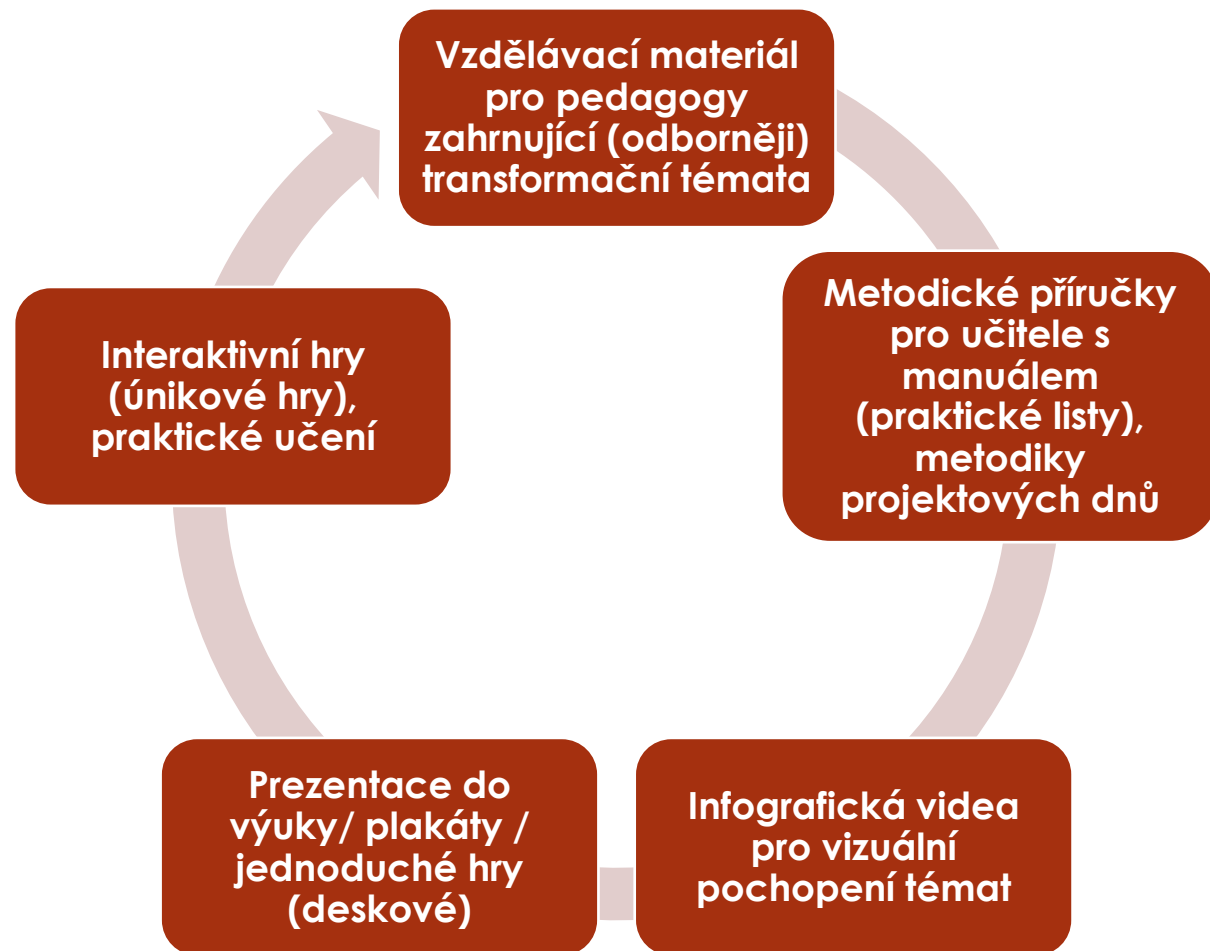 Vzdělávací materiál
pro pedagogy
zahrnující (odborněji)
transformační témata
Metodické příručky
pro učitele s
manuálem
(praktické listy),
metodiky
projektových dnů
Infografická videa
pro vizuální
pochopení témat
Prezentace do
výuky/ plakáty /
jednoduché hry
(deskové)
Interaktivní hry
(únikové hry),
praktické učení